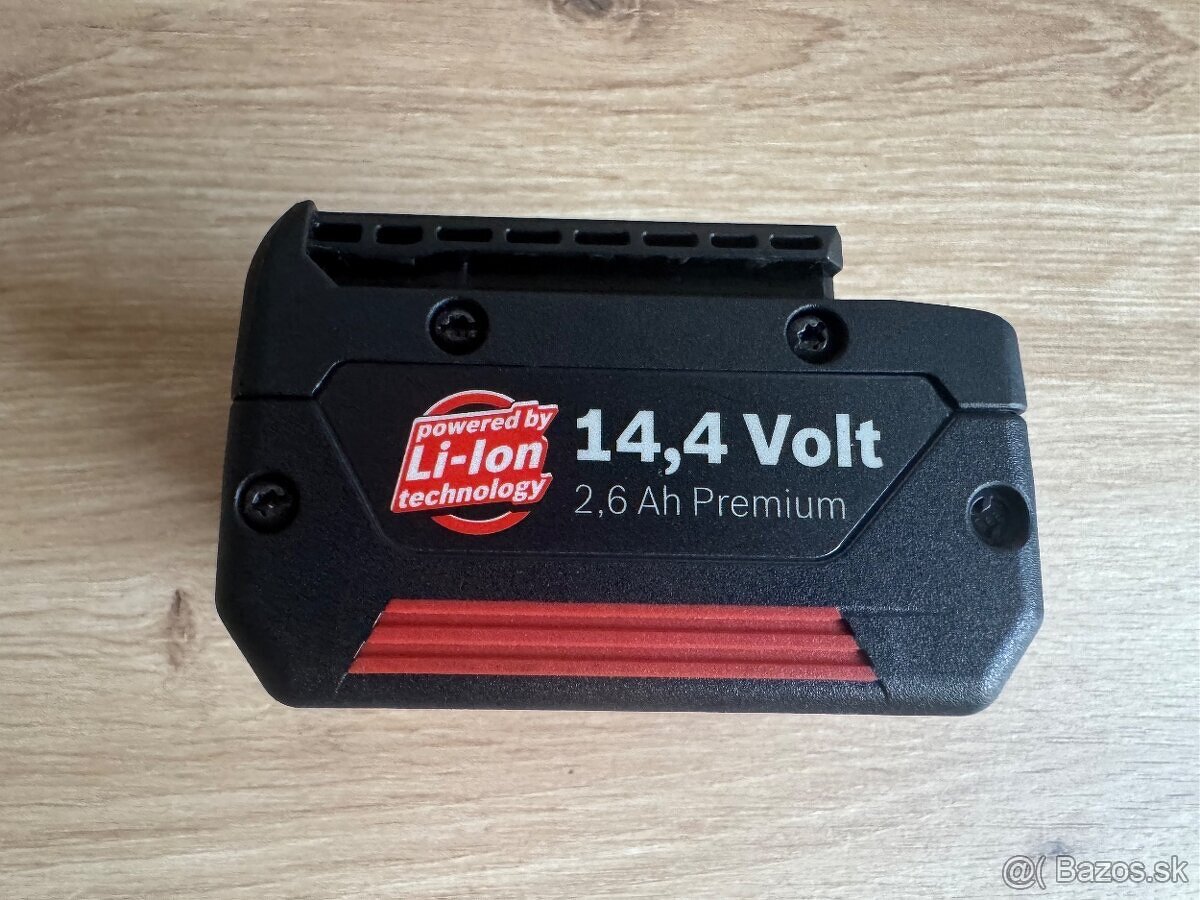 powered by
Li-Ion
technology
14,4 Volt
2,6 Ah Premium
@( Bazos.sk